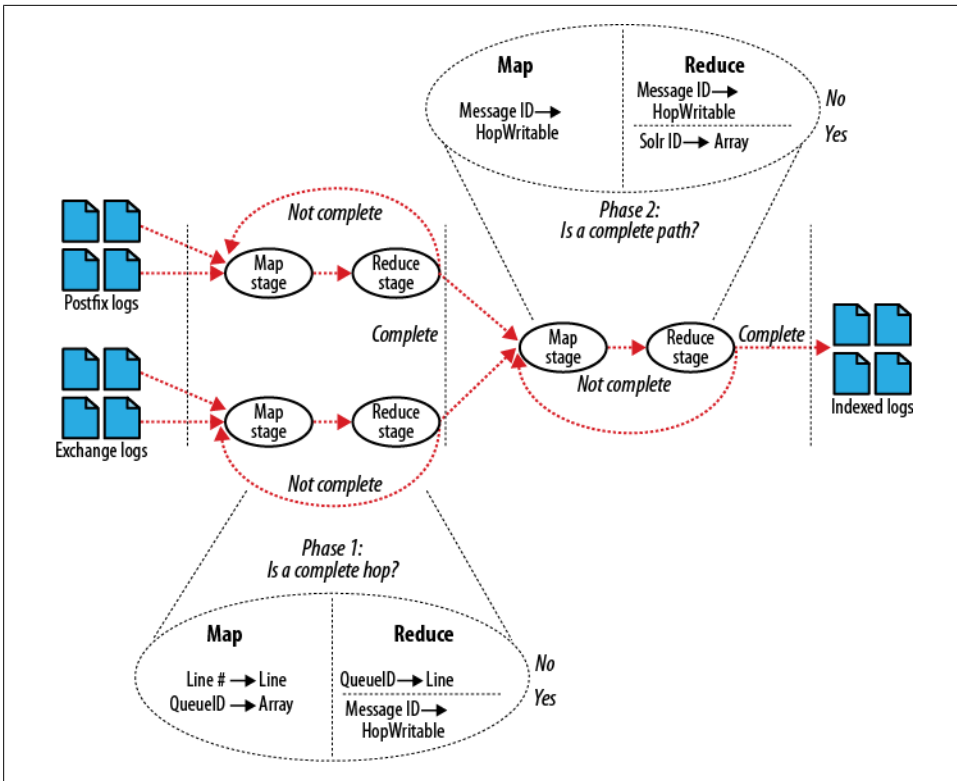 Map
Reduce
Message ID→
HopWritable
Message ID→
HopWritable
No
Yes
Solr ID→ Array
Phase 2:
Is a complete path?
Not complete
Map
stage
Reduce
stage
Postfix logs
Complete
Map
stage
Reduce
stage
Complete
Not complete
Indexed logs
Map
stage
Reduce
stage
Exchange logs
Not complete
Phase 1:
Is a complete hop?
Map
Reduce
Line # → Line
QueueID → Array
QueueID → Line
Message ID→
HopWritable
No
Yes